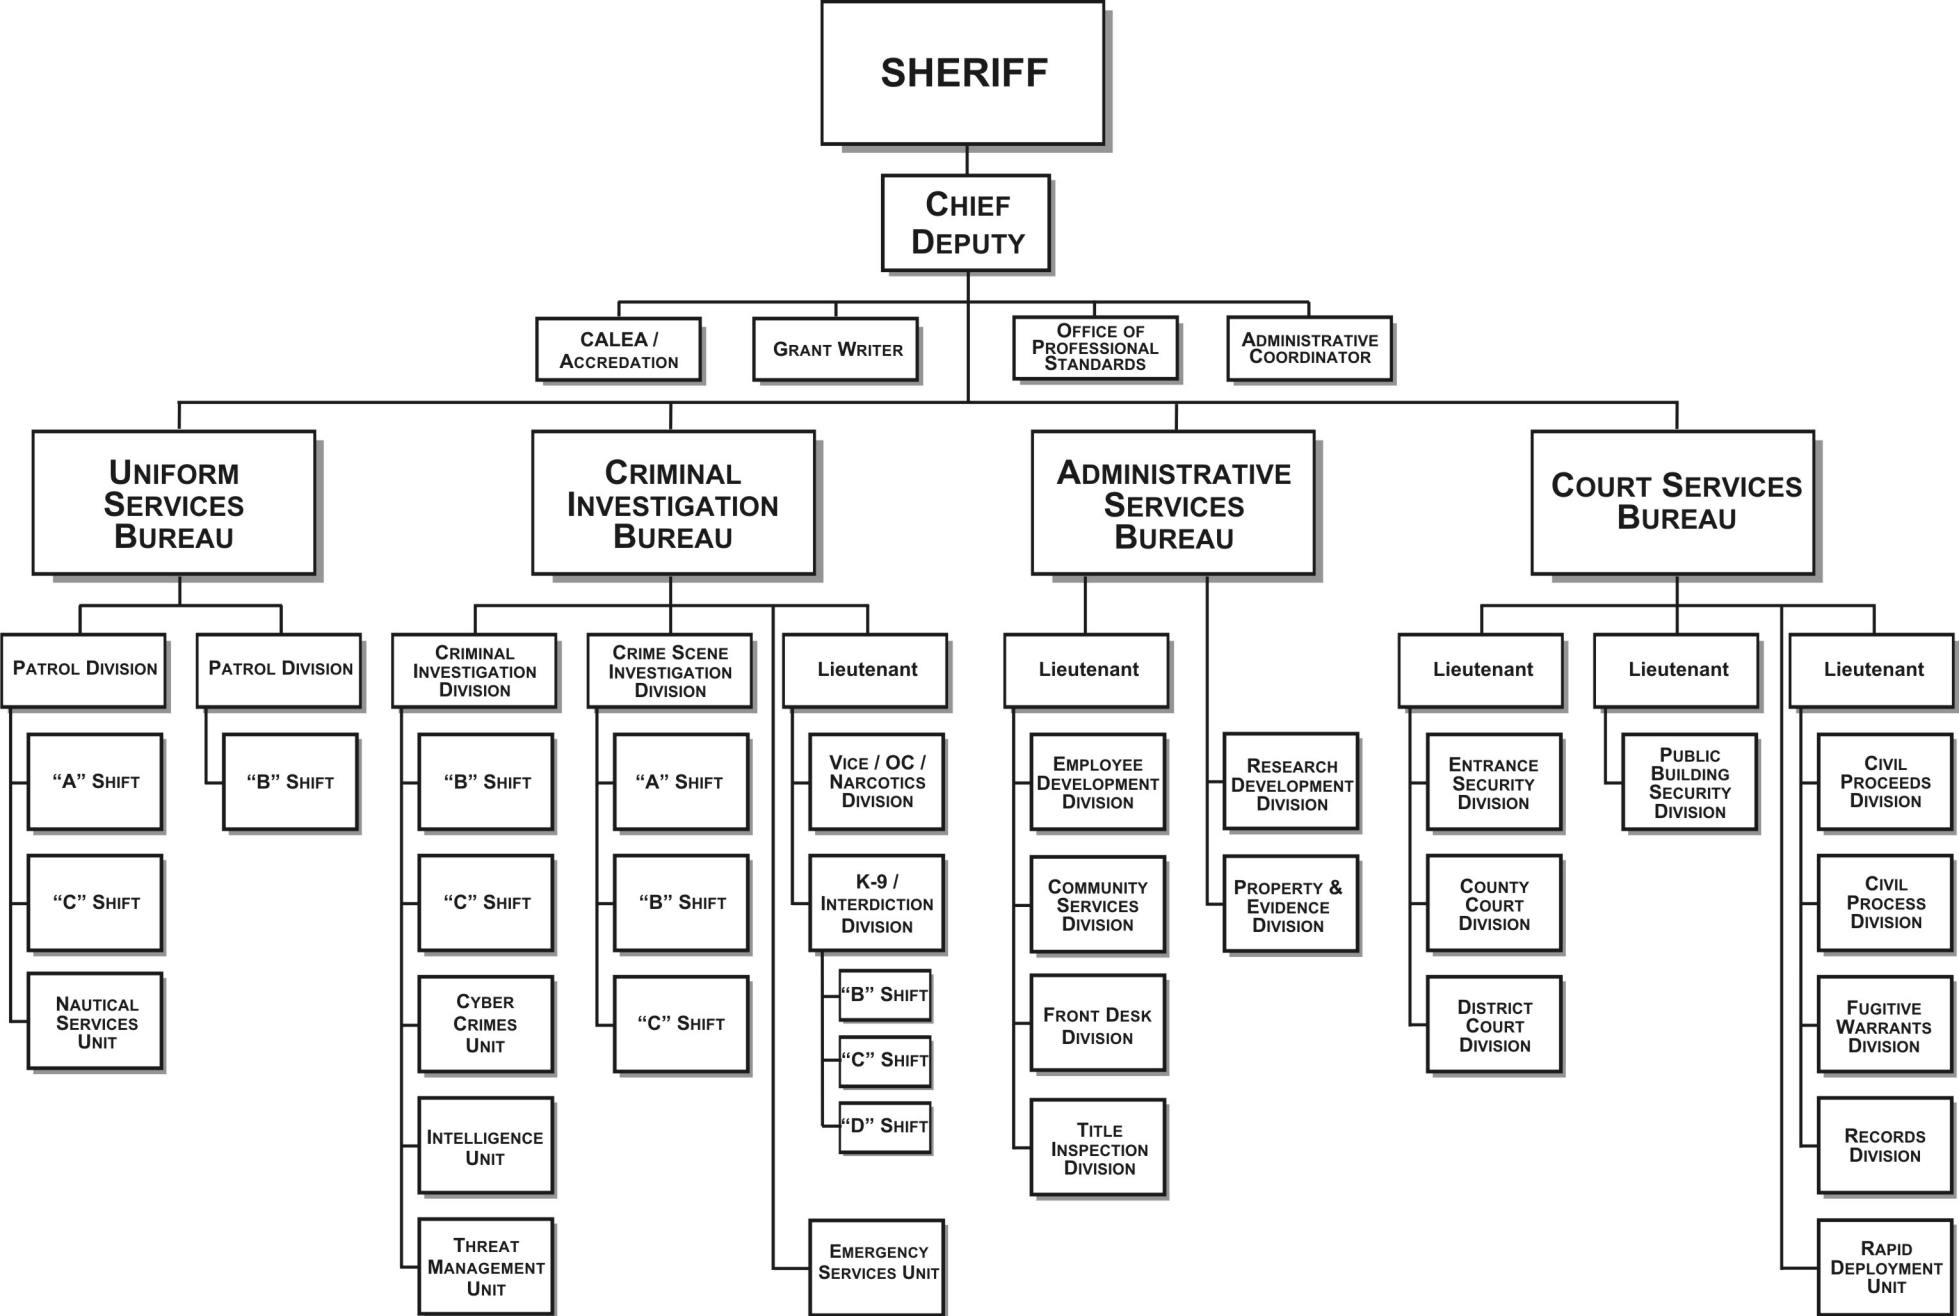 SHERIFF
CHIEF
DEPUTY
CALEA /
ACCREDATION
GRANT WRITER
OFFICE OF
PROFESSIONAL
STANDARDS
ADMINISTRATIVE
COORDINATOR
UNIFORM
SERVICES
BUREAU
CRIMINAL
INVESTIGATION
BUREAU
ADMINISTRATIVE
SERVICES
BUREAU
COURT SERVICES
BUREAU
PATROL DIVISION
PATROL DIVISION
CRIMINAL
INVESTIGATION
DIVISION
CRIME SCENE
INVESTIGATION
DIVISION
Lieutenant
Lieutenant
Lieutenant
Lieutenant
Lieutenant
“A” SHIFT
“B” SHIFT
“B” SHIFT
“A” SHIFT
VICE / OC /
NARCOTICS
DIVISION
EMPLOYEE
DEVELOPMENT
DIVISION
RESEARCH
DEVELOPMENT
DIVISION
ENTRANCE
SECURITY
DIVISION
PUBLIC
BUILDING
SECURITY
DIVISION
CIVIL
PROCEEDS
DIVISION
“C” SHIFT
“C” SHIFT
“B” SHIFT
K-9 /
INTERDICTION
DIVISION
COMMUNITY
SERVICES
DIVISION
PROPERTY &
EVIDENCE
DIVISION
COUNTY
COURT
DIVISION
CIVIL
PROCESS
DIVISION
NAUTICAL
SERVICES
UNIT
CYBER
CRIMES
UNIT
“C” SHIFT
“B” SHIFT
“C” SHIFT
“D” SHIFT
FRONT DESK
DIVISION
DISTRICT
COURT
DIVISION
FUGITIVE
WARRANTS
DIVISION
INTELLIGENCE
UNIT
TITLE
INSPECTION
DIVISION
RECORDS
DIVISION
THREAT
MANAGEMENT
UNIT
EMERGENCY
SERVICES UNIT
RAPID
DEPLOYMENT
UNIT